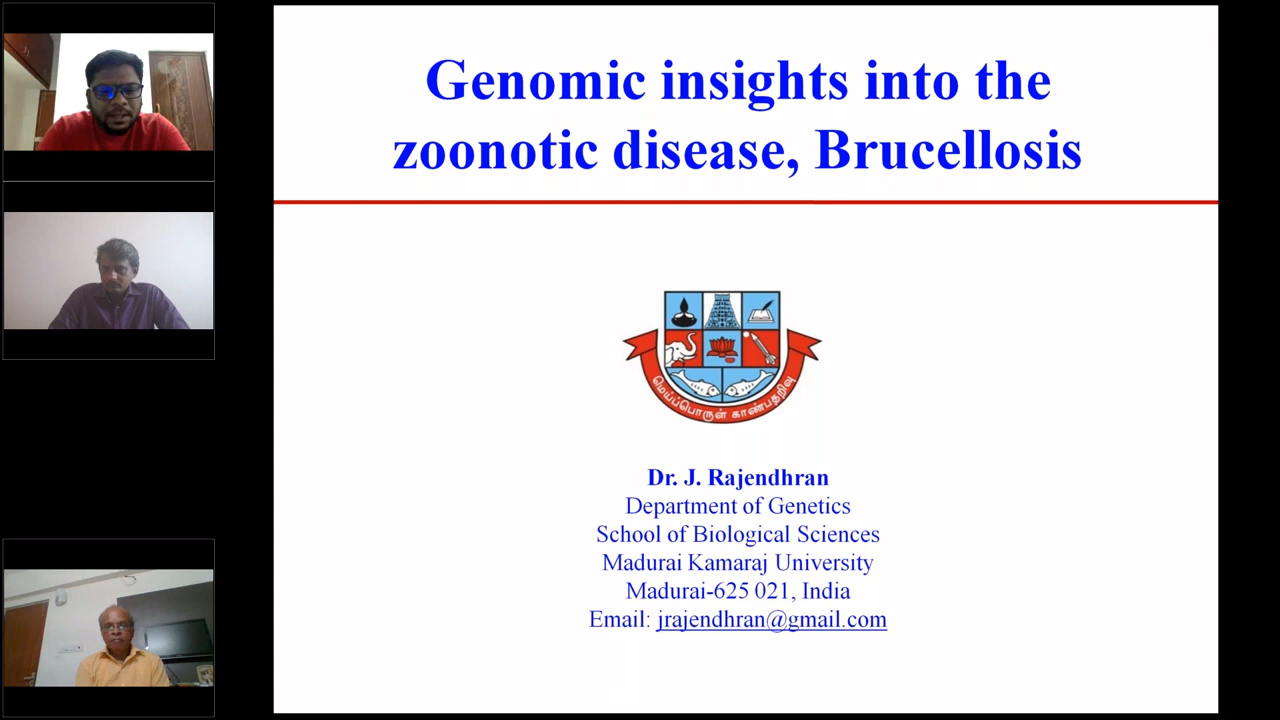 Genomic insights into the
zoonotic disease, Brucellosis
மெய்ப்பொருள் காண்பதறிவு
Dr. J. Rajendhran
Department of Genetics
School of Biological Sciences
Madurai Kamaraj University
Madurai-625 021, India
Email: jrajendhran@gmail.com